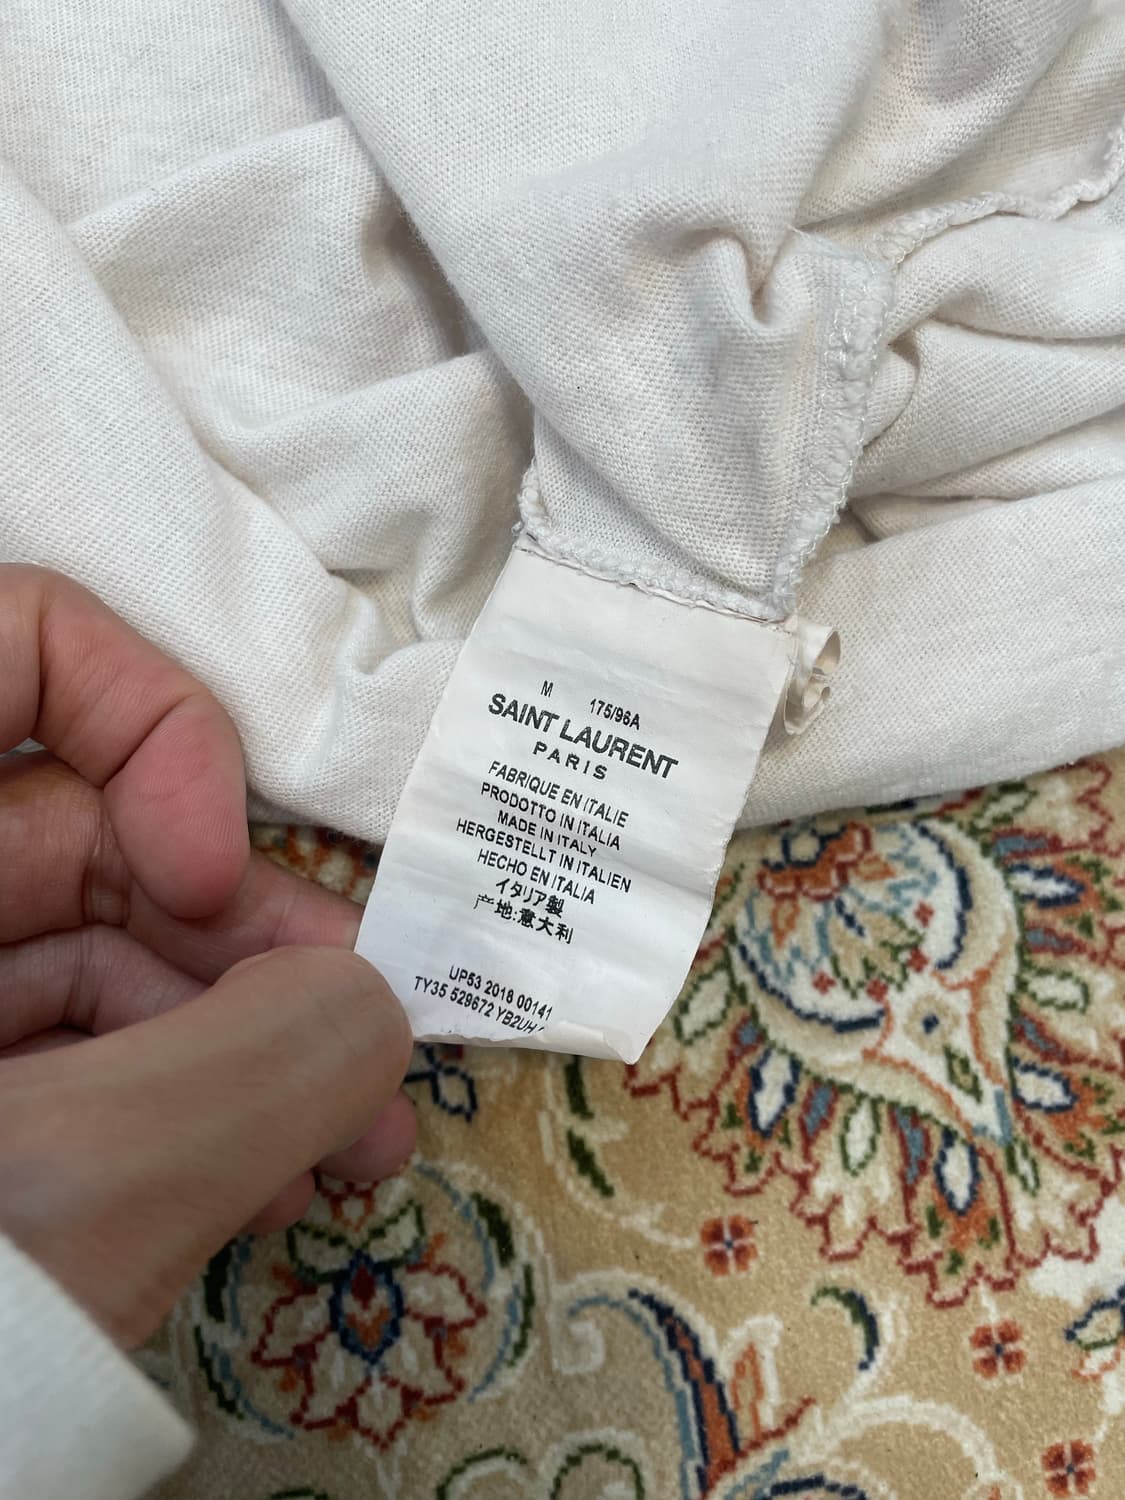 M 175/96A
SAINT LAURENT
PARIS
FABRIQUE EN ITALIE
PRODOTTO IN ITALIA
MADE IN ITALY
HERGESTELLT IN ITALIEN
HECHO EN ITALIA
イタリア製
产地:意大利
UP53 2018 00141
TY35 529672 YB2UH